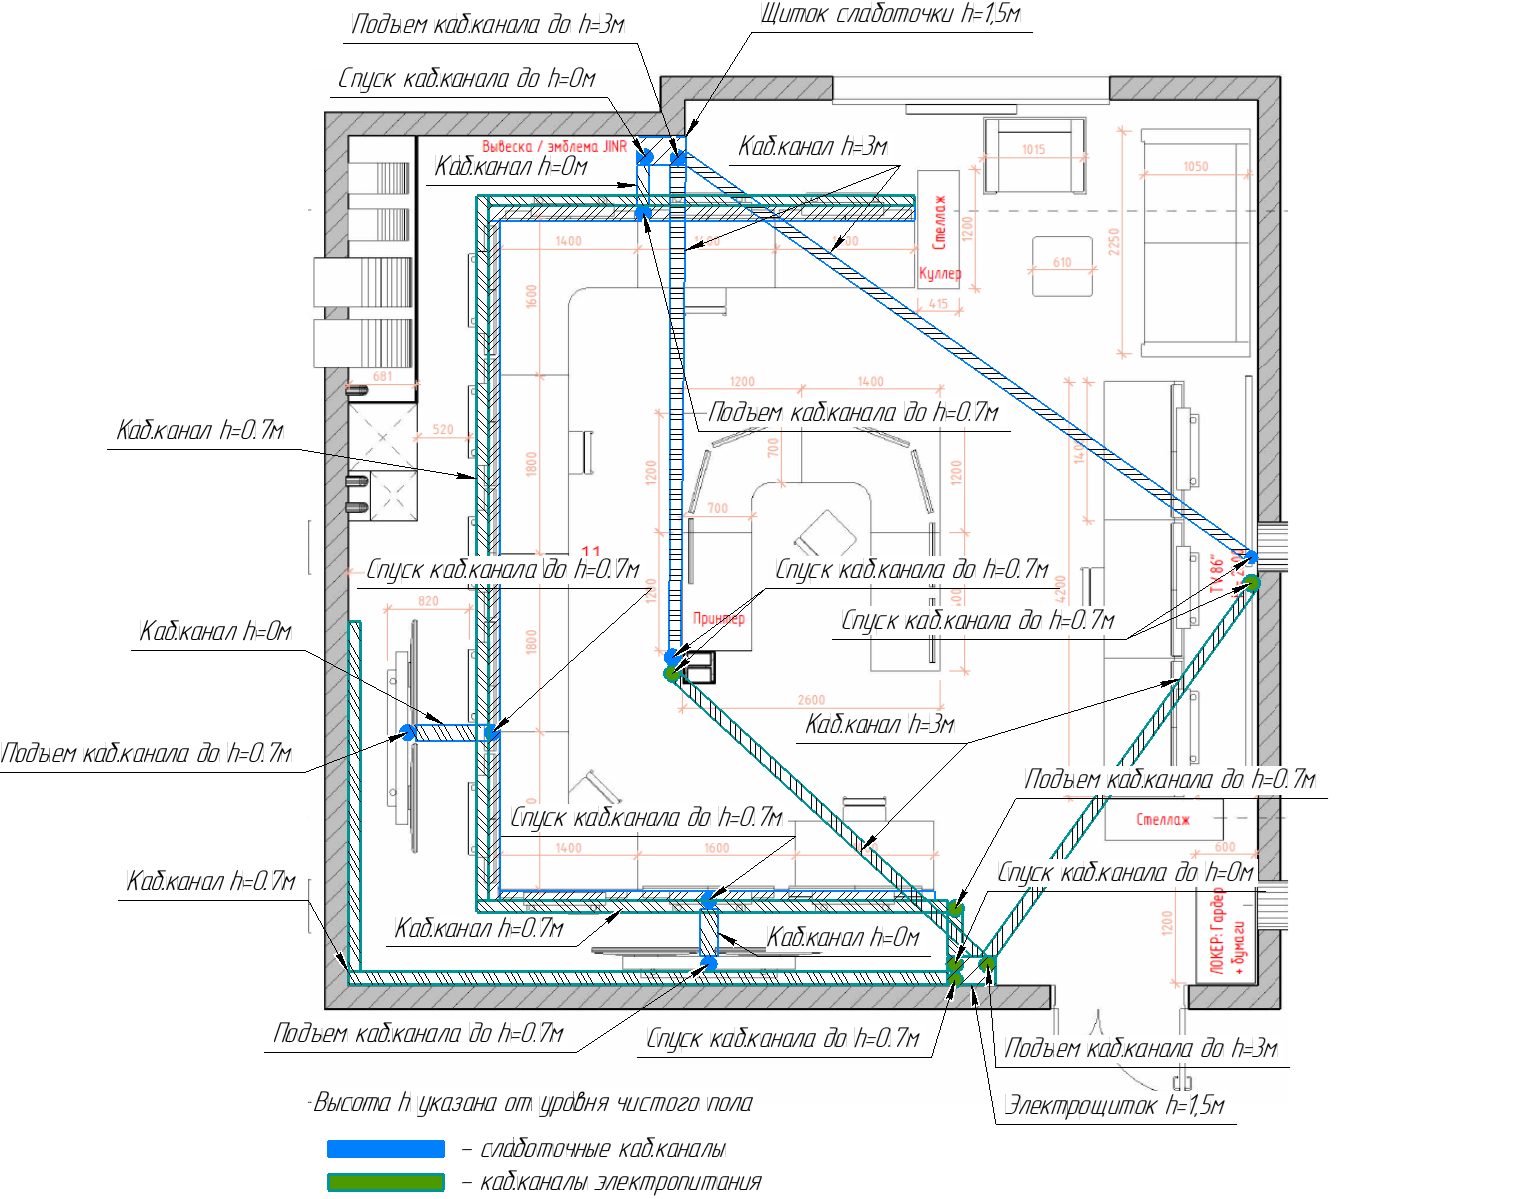 Щиток слаботочки h=1,5м
Подъем каб.канала до h=3м
Спуск каб.канала до h=0м
Вывеска / эмблема JINR
Каб.канал h=3м
Каб.канал h=0м
1015
1050
Стеллаж
1200
2250
1400
610
Куллер
415
1600
681
1200
1400
Подъем каб.канала до h=0.7м
Каб.канал h=0.7м
520
700
1800
1200
1200
700
11
Спуск каб.канала до h=0.7м
Спуск каб.канала до h=0.7м
TV 86"
4200
1200
820
Принтер
Спуск каб.канала до h=0.7м
Каб.канал h=0м
1800
2600
Каб.канал h=3м
Подъем каб.канала до h=0.7м
Подъем каб.канала до h=0.7м
Спуск каб.канала до h=0.7м
Стеллаж
1400
1600
600
Спуск каб.канала до h=0м
Каб.канал h=0.7м
ЛОКЕР: Гардер
+ бумаги
1200
Каб.канал h=0.7м
Каб.канал h=0м
Подъем каб.канала до h=0.7м
Спуск каб.канала до h=0.7м
Подъем каб.канала до h=3м
Электрощиток h=1,5м
Высота h указана от уровня чистого пола
– слаботочные каб.каналы
– каб.каналы электропитания